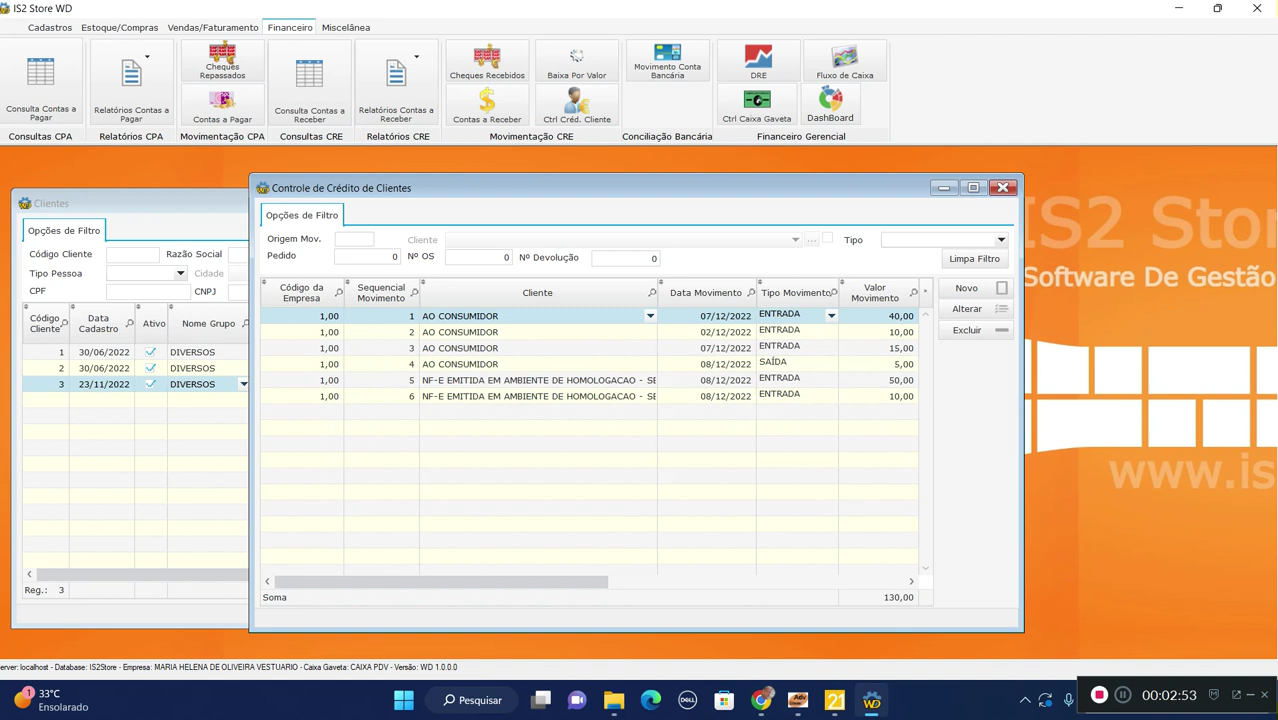 IS2 Store WD
Cadastros Estoque/Compras Vendas/Faturamento Financeiro Miscelânea
Consulta Contas a Pagar
Consultas CPA
Relatórios Contas a Pagar
Relatórios CPA
Cheques Repassados
Contas a Pagar
Movimentação CPA
Consulta Contas a Receber
Consultas CRE
Relatórios Contas a Receber
Relatórios CRE
Cheques Recebidos
Baixa Por Valor
Contas a Receber
Ctrl Créd. Cliente
Movimentação CRE
Movimento Conta Bancária
Conciliação Bancária
DRE
Fluxo de Caixa
Ctrl Caixa Gaveta
DashBoard
Financeiro Gerencial
IS2 Stor
Software De Gestão
www.is
Clientes
Opções de Filtro
Código Cliente Razão Social
Tipo Pessoa Cidade
CPF CNPJ
Código Cliente Data Cadastro Ativo Nome Grupo
1 30/06/2022 DIVERSOS
2 30/06/2022 DIVERSOS
3 23/11/2022 DIVERSOS
Reg.: 3
Controle de Crédito de Clientes
Opções de Filtro
Origem Mov. Cliente ... Tipo
Pedido 0 Nº OS 0 Nº Devolução 0
Limpa Filtro
Código da Empresa Sequencial Movimento Cliente Data Movimento Tipo Movimento Valor Movimento
1,00 1 AO CONSUMIDOR 07/12/2022 ENTRADA 40,00
1,00 2 AO CONSUMIDOR 02/12/2022 ENTRADA 10,00
1,00 3 AO CONSUMIDOR 07/12/2022 ENTRADA 15,00
1,00 4 AO CONSUMIDOR 08/12/2022 SAÍDA 5,00
1,00 5 NF-E EMITIDA EM AMBIENTE DE HOMOLOGACAO - SE 08/12/2022 ENTRADA 50,00
1,00 6 NF-E EMITIDA EM AMBIENTE DE HOMOLOGACAO - SE 08/12/2022 ENTRADA 10,00
Soma 130,00
Novo
Alterar
Excluir
erver: localhost - Database: IS2Store - Empresa: MARIA HELENA DE OLIVEIRA VESTUARIO - Caixa Gaveta: CAIXA PDV - Versão: WD 1.0.0.0
1
33°C
Ensolarado
Pesquisar
DELL
Adv
21
WD
00:02:53